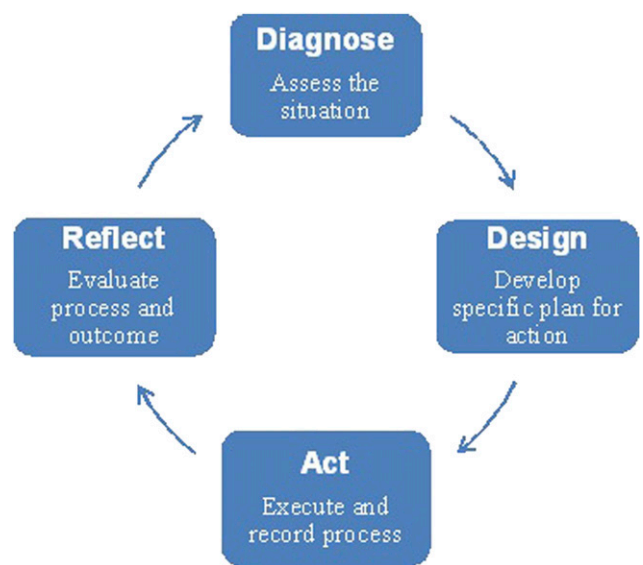 Diagnose
Assess the
situation
Design
Develop
specific plan for
action
Act
Execute and
record process
Reflect
Evaluate
process and
outcome